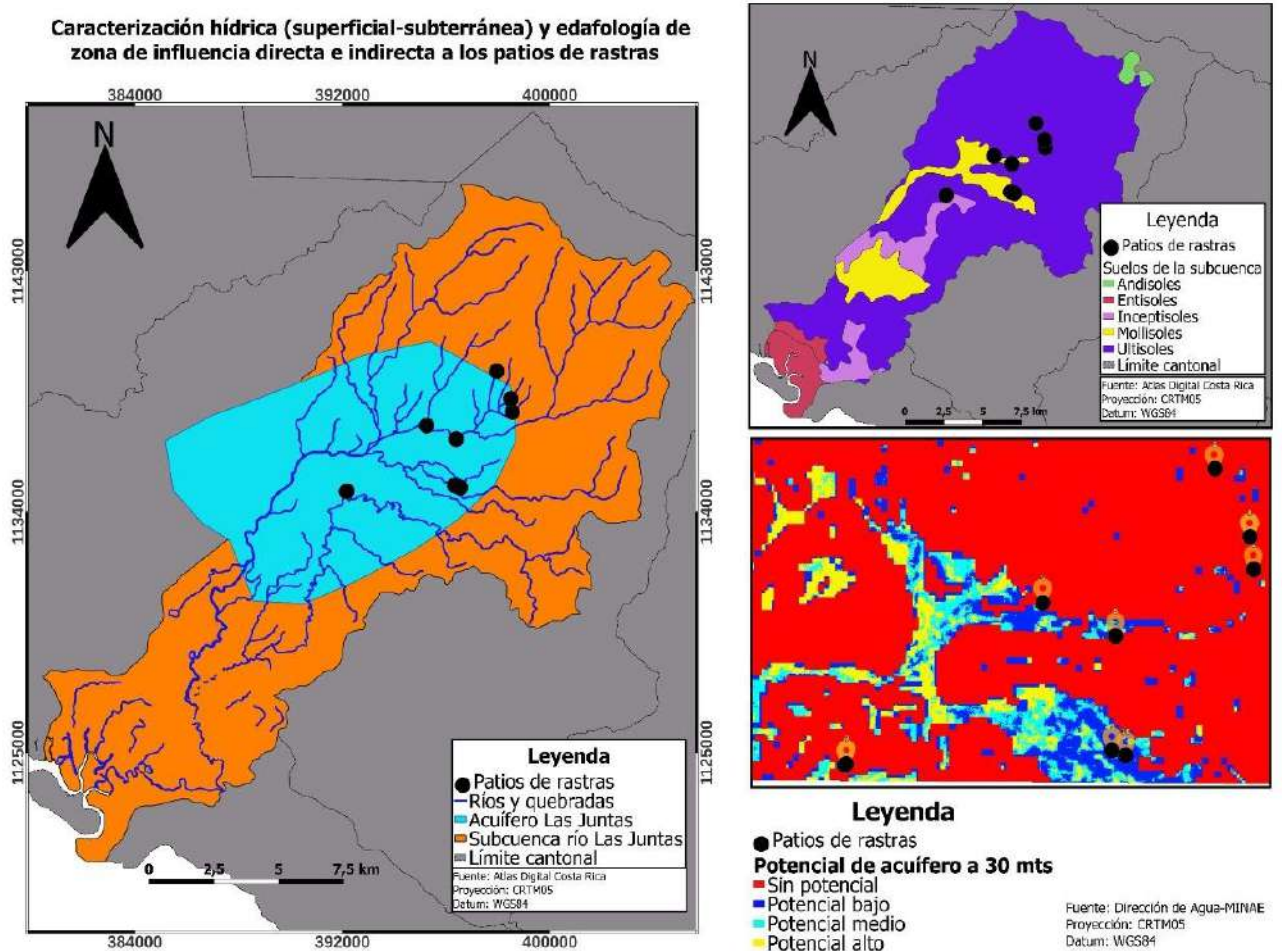 Caracterización hídrica (superficial-subterránea) y edafología de
zona de influencia directa e indirecta a los patios de rastras
384000
392000
400000
N
1143000
1143000
1134000
1134000
1125000
1125000
Leyenda
Patios de rastras
Ríos y quebradas
Acuífero Las Juntas
Subcuenca río Las Juntas
Límite cantonal
Fuente: Atlas Digital Costa Rica
Proyección: CRTM05
Datum: WGS84
0 2,5 5 7,5 km
384000
392000
400000
N
Leyenda
Patios de rastras
Suelos de la subcuenca
Andisoles
Entisoles
Inceptisoles
Mollisoles
Ultisoles
Límite cantonal
Fuente: Atlas Digital Costa Rica
Proyección: CRTM05
Datum: WGS84
0 2,5 5 7,5 km
Leyenda
Patios de rastras
Potencial de acuífero a 30 mts
Sin potencial
Potencial bajo
Potencial medio
Potencial alto
Fuente: Dirección de Agua-MINAE
Proyección: CRTM05
Datum: WGS84